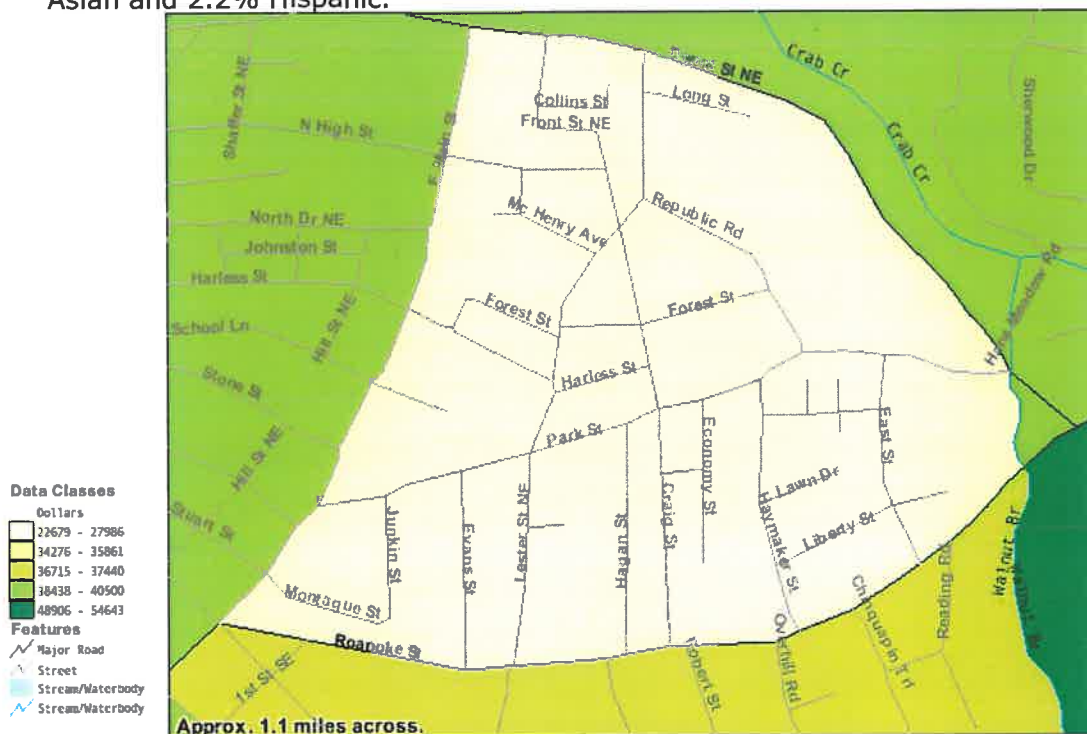 Asian and 2.2% Hispanic.
Shaffer St NE
N High St
North Dr NE
Johnston St
Harless St
School Ln
Hill St NE
Stone St
Hill St NE
Stuart St
St NE
Crab Cr
Crab Cr
Sherwood Dr
Collins St
Front St NE
Long St
Mc Henry Ave
Republic Rd
Forest St
Forest St
Harless St
Park St
Economy St
East St
Junkin St
Evans St
Lester St NE
Hagan St
Craig St
Haymaker St
Lawn Dr
Liberty St
Montague St
Roanoke St
1st St SE
Overhill Rd
Chinquapin Trl
Reading Rd
Walnut Br
Data Classes
Dollars
22679 - 27986
34276 - 35861
36715 - 37440
38438 - 40500
48906 - 54643
Features
Major Road
Street
Stream/Waterbody
Stream/Waterbody
Approx. 1.1 miles across.